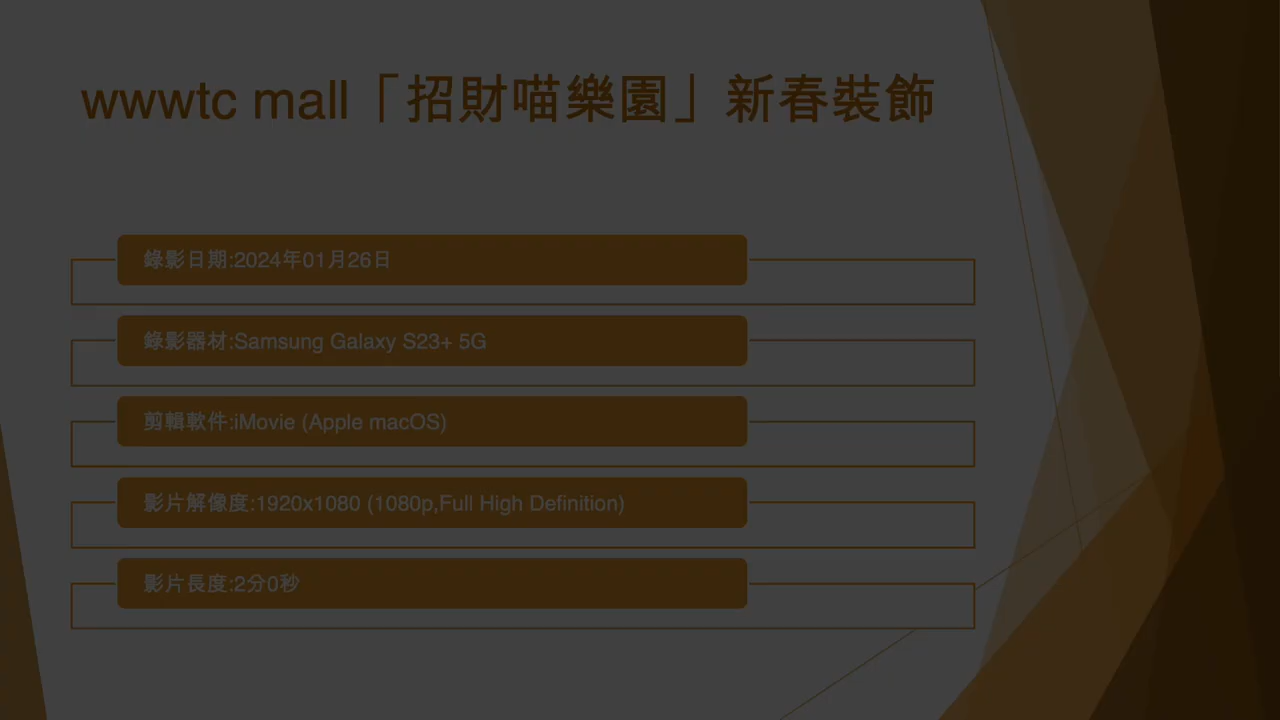 wwwtc mall「招財喵樂園」新春裝飾
錄影日期:2024年01月26日
錄影器材:Samsung Galaxy S23+ 5G
剪輯軟件:iMovie (Apple macOS)
影片解像度:1920x1080 (1080p,Full High Definition)
影片長度:2分0秒